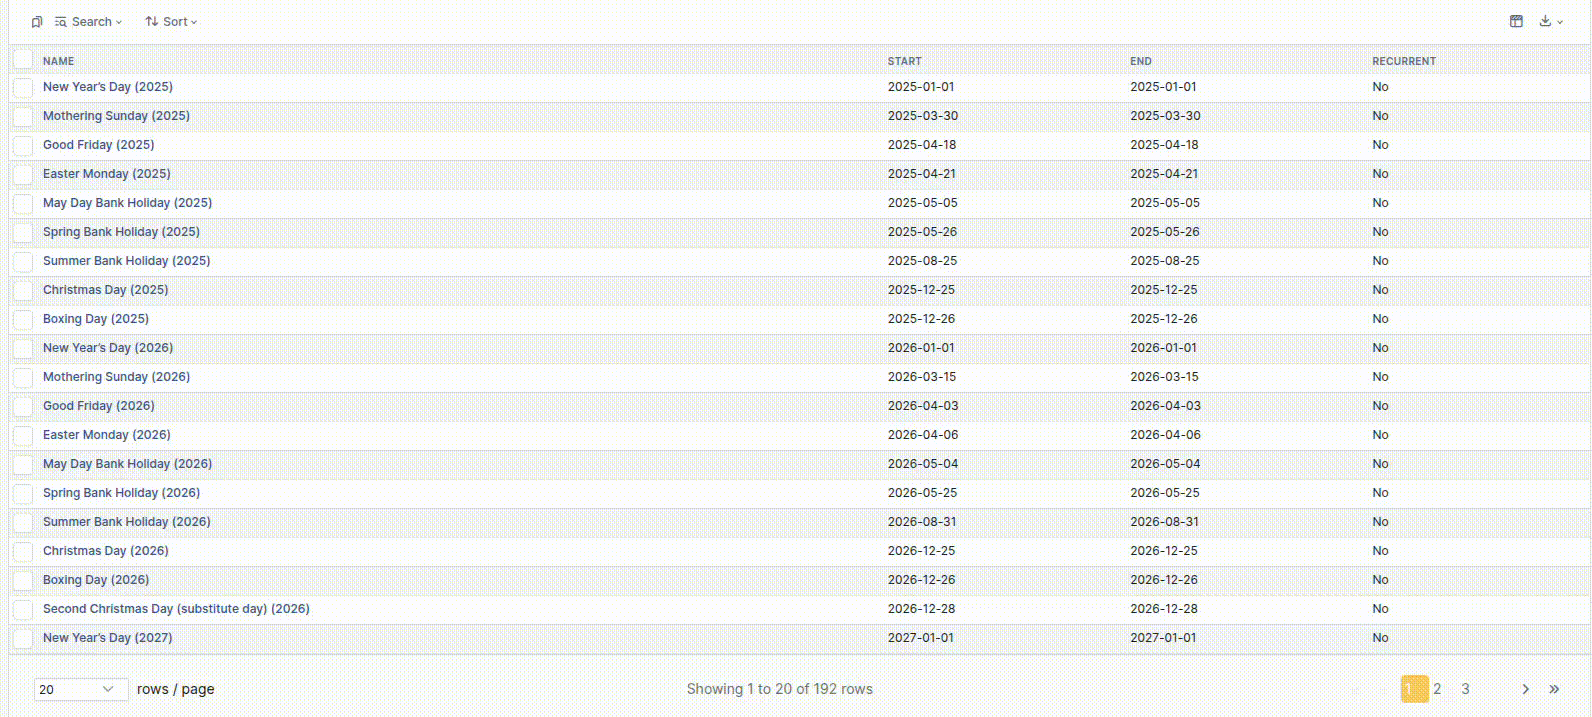 Search Sort
NAME START END RECURRENT
New Year's Day (2025) 2025-01-01 2025-01-01 No
Mothering Sunday (2025) 2025-03-30 2025-03-30 No
Good Friday (2025) 2025-04-18 2025-04-18 No
Easter Monday (2025) 2025-04-21 2025-04-21 No
May Day Bank Holiday (2025) 2025-05-05 2025-05-05 No
Spring Bank Holiday (2025) 2025-05-26 2025-05-26 No
Summer Bank Holiday (2025) 2025-08-25 2025-08-25 No
Christmas Day (2025) 2025-12-25 2025-12-25 No
Boxing Day (2025) 2025-12-26 2025-12-26 No
New Year's Day (2026) 2026-01-01 2026-01-01 No
Mothering Sunday (2026) 2026-03-15 2026-03-15 No
Good Friday (2026) 2026-04-03 2026-04-03 No
Easter Monday (2026) 2026-04-06 2026-04-06 No
May Day Bank Holiday (2026) 2026-05-04 2026-05-04 No
Spring Bank Holiday (2026) 2026-05-25 2026-05-25 No
Summer Bank Holiday (2026) 2026-08-31 2026-08-31 No
Christmas Day (2026) 2026-12-25 2026-12-25 No
Boxing Day (2026) 2026-12-26 2026-12-26 No
Second Christmas Day (substitute day) (2026) 2026-12-28 2026-12-28 No
New Year's Day (2027) 2027-01-01 2027-01-01 No
20 rows / page Showing 1 to 20 of 192 rows 1 2 3